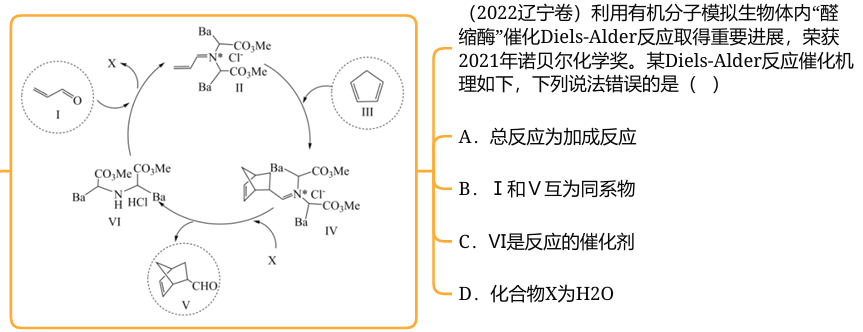 Ba
CO3Me
X
N* Cl-
CO3Me
Ba
II
O
I
III
CO3Me CO3Me
Ba N Ba
H HCl
VI
Ba CO3Me
N* Cl-
CO3Me
Ba
IV
X
CHO
V
（2022辽宁卷）利用有机分子模拟生物体内“醛
缩酶”催化Diels-Alder反应取得重要进展，荣获
2021年诺贝尔化学奖。某Diels-Alder反应催化机
理如下，下列说法错误的是（ ）
A．总反应为加成反应
B．Ⅰ和Ⅴ互为同系物
C．Ⅵ是反应的催化剂
D．化合物X为H2O